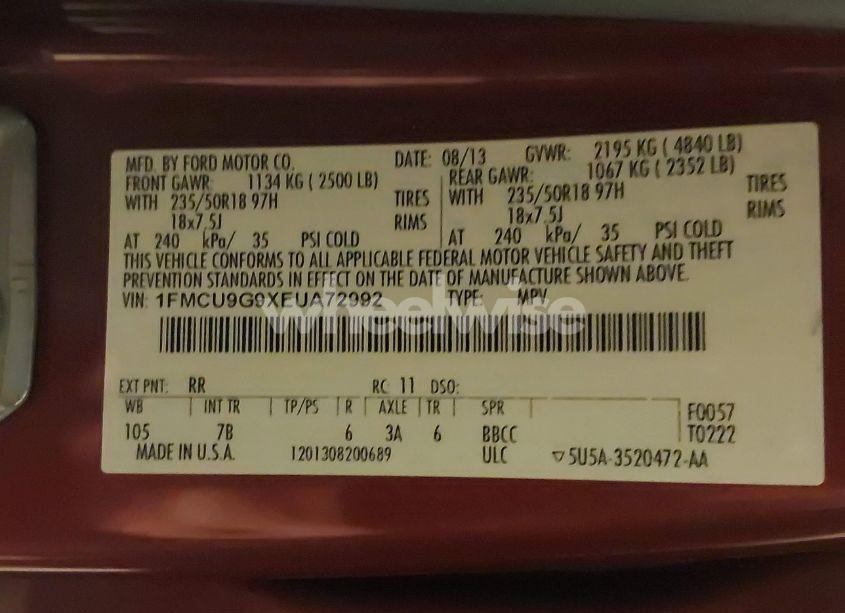 MFD. BY FORD MOTOR CO. DATE: 08/13 GVWR: 2195 KG ( 4840 LB)
FRONT GAWR: 1134 KG ( 2500 LB) REAR GAWR: 1067 KG ( 2352 LB)
WITH 235/50R18 97H TIRES WITH 235/50R18 97H TIRES
18x7.5J RIMS 18x7.5J RIMS
AT 240 kPa/ 35 PSI COLD AT 240 kPa/ 35 PSI COLD
THIS VEHICLE CONFORMS TO ALL APPLICABLE FEDERAL MOTOR VEHICLE SAFETY AND THEFT
PREVENTION STANDARDS IN EFFECT ON THE DATE OF MANUFACTURE SHOWN ABOVE.
VIN: 1FMCU9G9XEUA72992 TYPE: MPV
wheelwise
EXT PNT: RR RC 11 DSO:
WB | INT TR | TP/PS | R | AXLE | TR | SPR F0057
105 7B 6 3A 6 BBCC T0222
MADE IN U.S.A. 1201308200689 ULC ▽5U5A-3520472-AA